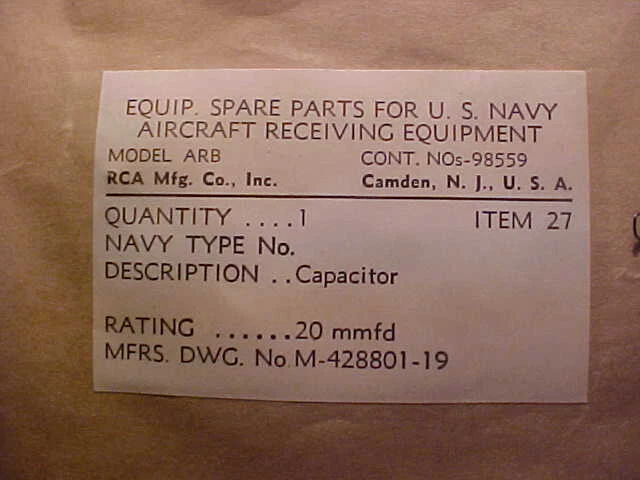 EQUIP. SPARE PARTS FOR U. S. NAVY
AIRCRAFT RECEIVING EQUIPMENT
MODEL ARB CONT. NOs-98559
RCA Mfg. Co., Inc. Camden, N. J., U. S. A.
QUANTITY ....1 ITEM 27
NAVY TYPE No.
DESCRIPTION ..Capacitor
RATING ......20 mmfd
MFRS. DWG. No M-428801-19